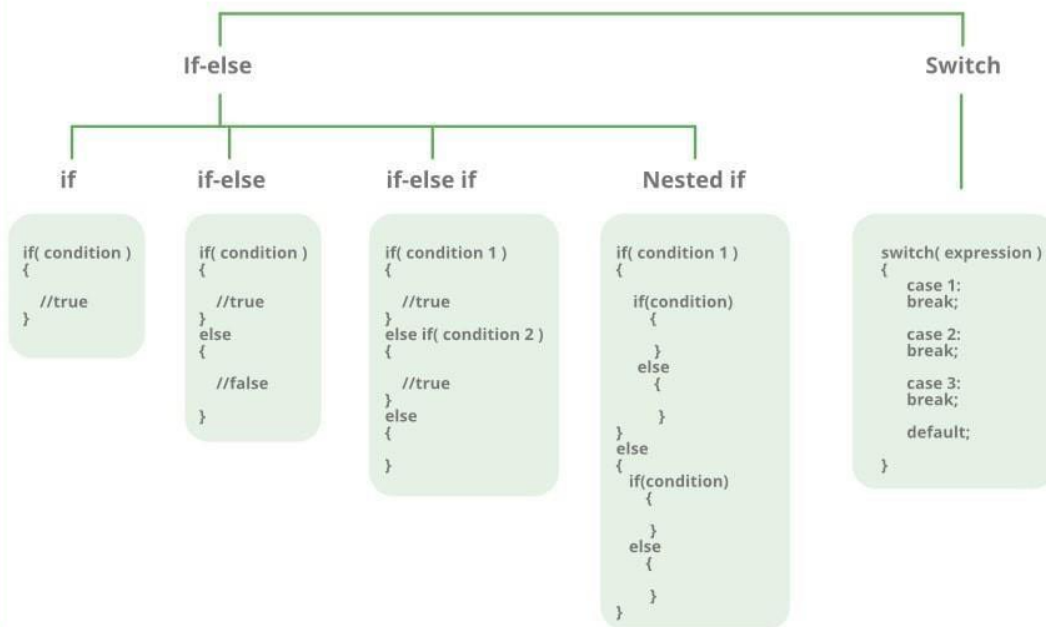 If-else
Switch
if
if-else
if-else if
Nested if
if( condition )
{
//true
}
if( condition )
{
//true
}
else
{
//false
}
if( condition 1 )
{
//true
}
else if( condition 2 )
{
//true
}
else
{
}
if( condition 1 )
{
if(condition)
{
}
else
{
}
}
else
{
if(condition)
{
}
else
{
}
}
switch( expression )
{
case 1:
break;
case 2:
break;
case 3:
break;
default;
}